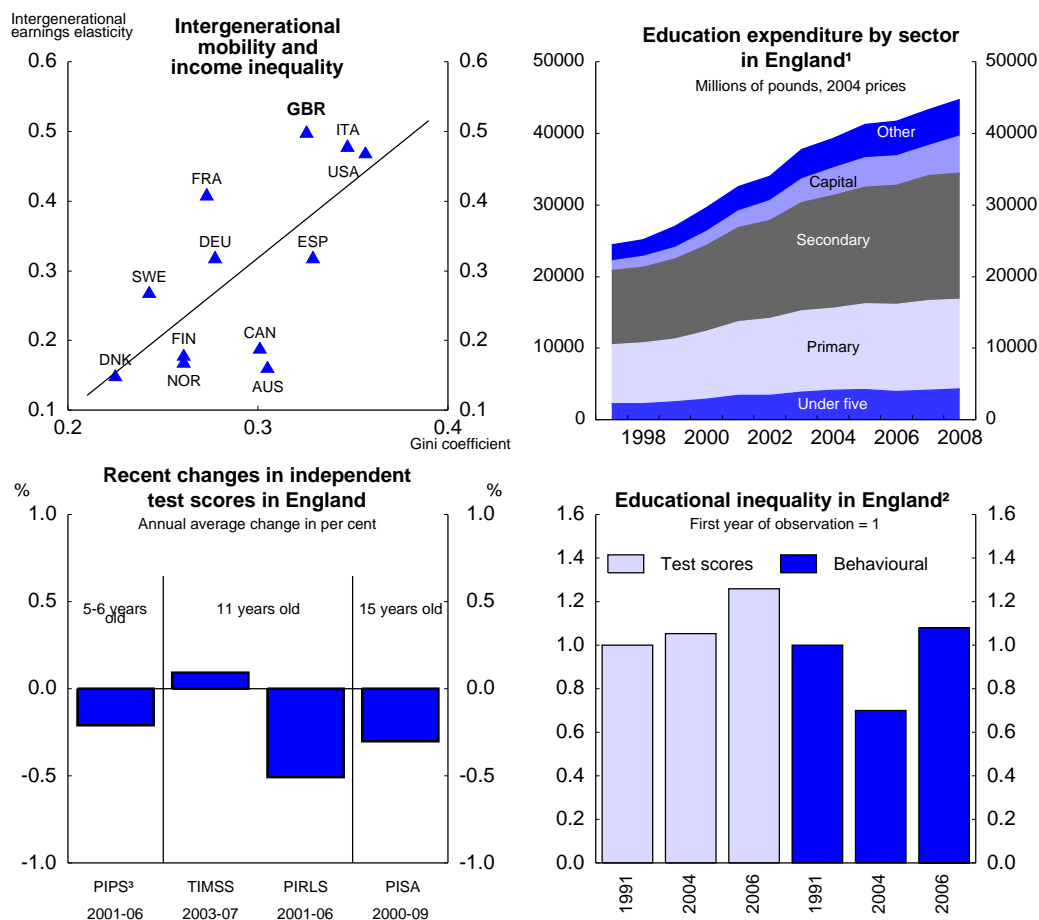 Intergenerational
earnings elasticity
Intergenerational
mobility and
income inequality
0.6
0.6
0.5
0.5
0.4
0.4
0.3
0.3
0.2
0.2
0.1
0.1
GBR
ITA
USA
FRA
DEU
ESP
SWE
FIN
CAN
DNK
NOR
AUS
0.2
0.3
0.4
Gini coefficient
Education expenditure by sector
in England¹
Millions of pounds, 2004 prices
50000
50000
40000
40000
30000
30000
20000
20000
10000
10000
0
0
Other
Capital
Secondary
Primary
Under five
1998
2000
2002
2004
2006
2008
Recent changes in independent
test scores in England
Annual average change in per cent
%
%
1.0
1.0
0.5
0.5
0.0
0.0
-0.5
-0.5
-1.0
-1.0
5-6 years
old
11 years old
15 years old
PIPS³
TIMSS
PIRLS
PISA
2001-06
2003-07
2001-06
2000-09
Educational inequality in England²
First year of observation = 1
1.6
1.6
1.4
1.4
1.2
1.2
1.0
1.0
0.8
0.8
0.6
0.6
0.4
0.4
0.2
0.2
0.0
0.0
Test scores
Behavioural
1991
2004
2006
1991
2004
2006